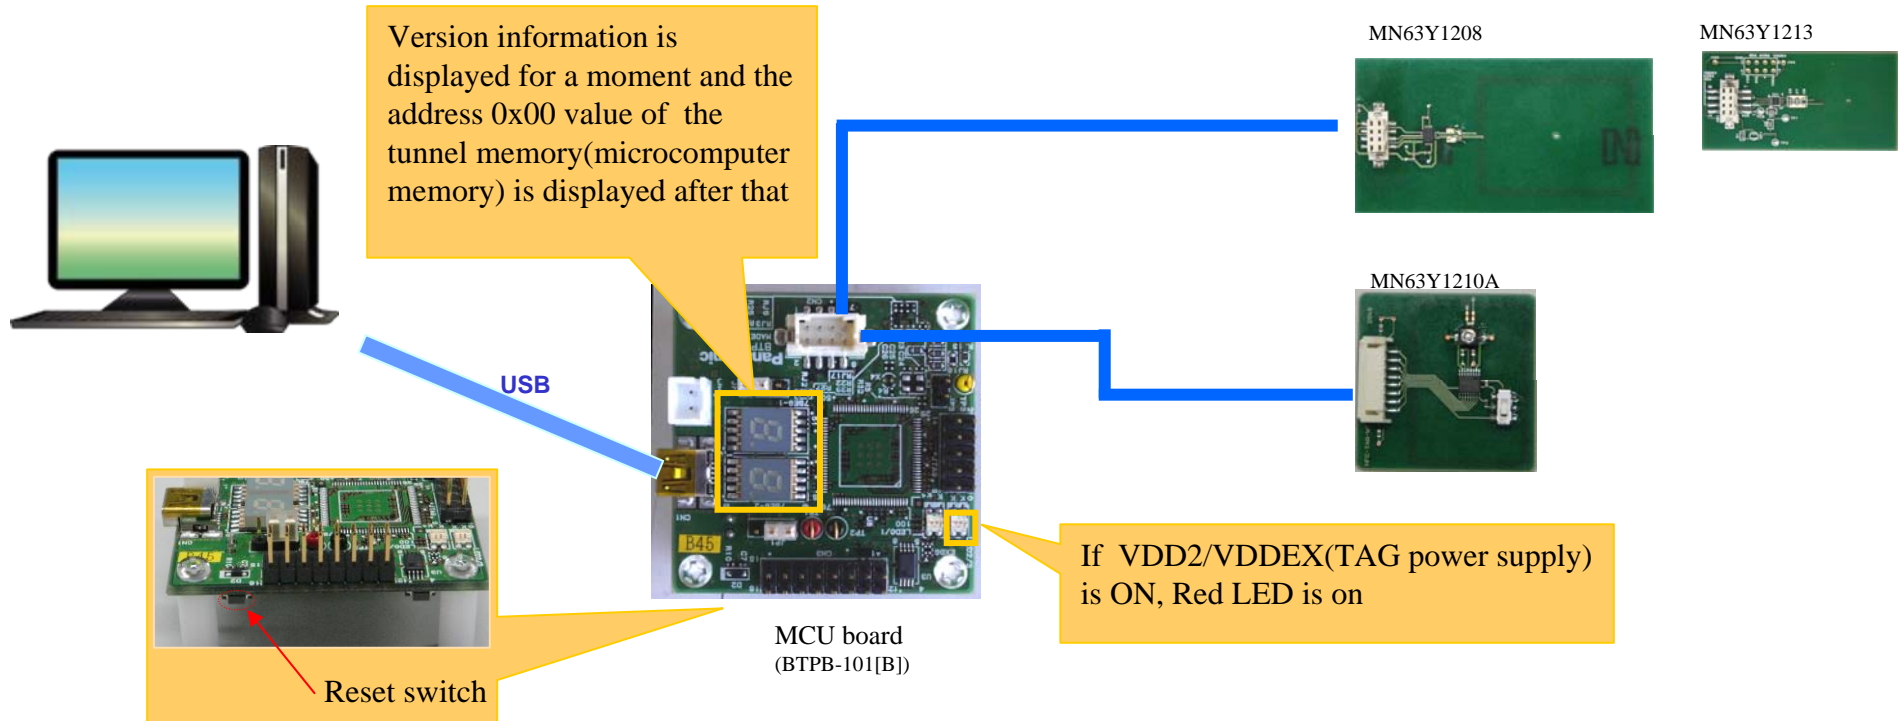 Version information is
displayed for a moment and the
address 0x00 value of the
tunnel memory(microcomputer
memory) is displayed after that
MN63Y1208
MN63Y1213
MN63Y1210A
USB
B45
If VDD2/VDDEX(TAG power supply)
is ON, Red LED is on
MCU board
(BTPB-101[B])
Reset switch